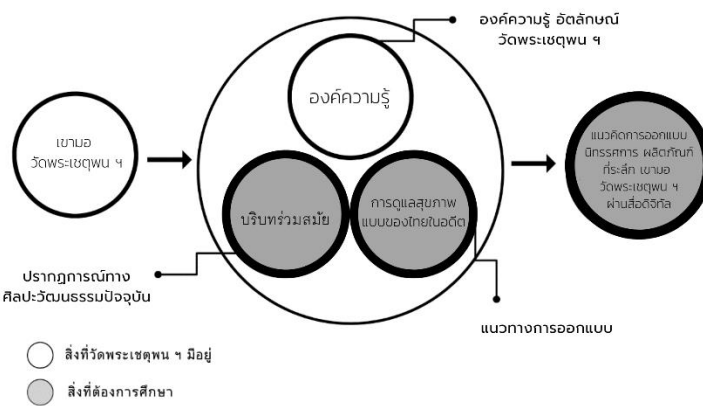 องค์ความรู้ อัตลักษณ์
วัดพระเชตุพน ฯ
องค์ความรู้
เขามอ
วัดพระเชตุพน ฯ
แนวคิดการออกแบบ
นิทรรศการ ผลิตภัณฑ์
ที่ระลึก เขามอ
วัดพระเชตุพน ฯ
ผ่านสื่อดิจิทัล
บริบทร่วมสมัย
การดูแลสุขภาพ
แบบของไทยในอดีต
ปรากฏการณ์ทาง
ศิลปะวัฒนธรรมปัจจุบัน
แนวทางการออกแบบ
สิ่งที่วัดพระเชตุพน ฯ มีอยู่
สิ่งที่ต้องการศึกษา